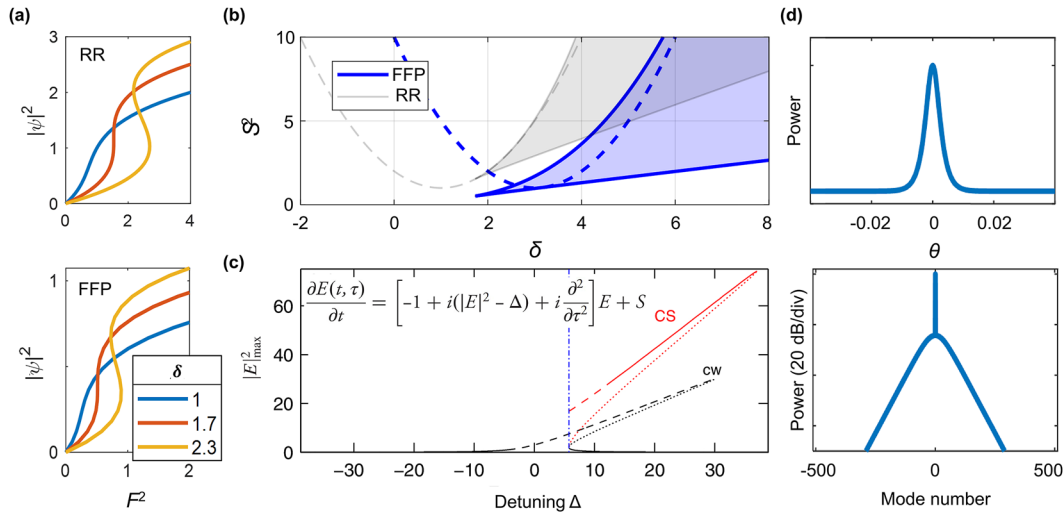 (a)
RR
|ψ|²
3
2
1
0
0
2
4
FFP
|ψ|²
1
0
0
1
2
F²
δ
1
1.7
2.3
(b)
S²
10
5
0
FFP
RR
-2
0
2
4
6
8
δ
(c)
∂E(t, τ)/∂t = [-1 + i(|E|² – Δ) + i ∂²/∂τ²] E + S
|E|²max
60
40
20
0
CS
cw
−30
−20
−10
0
10
20
30
Detuning Δ
(d)
Power
-0.02
0
0.02
θ
Power (20 dB/div)
-500
0
500
Mode number